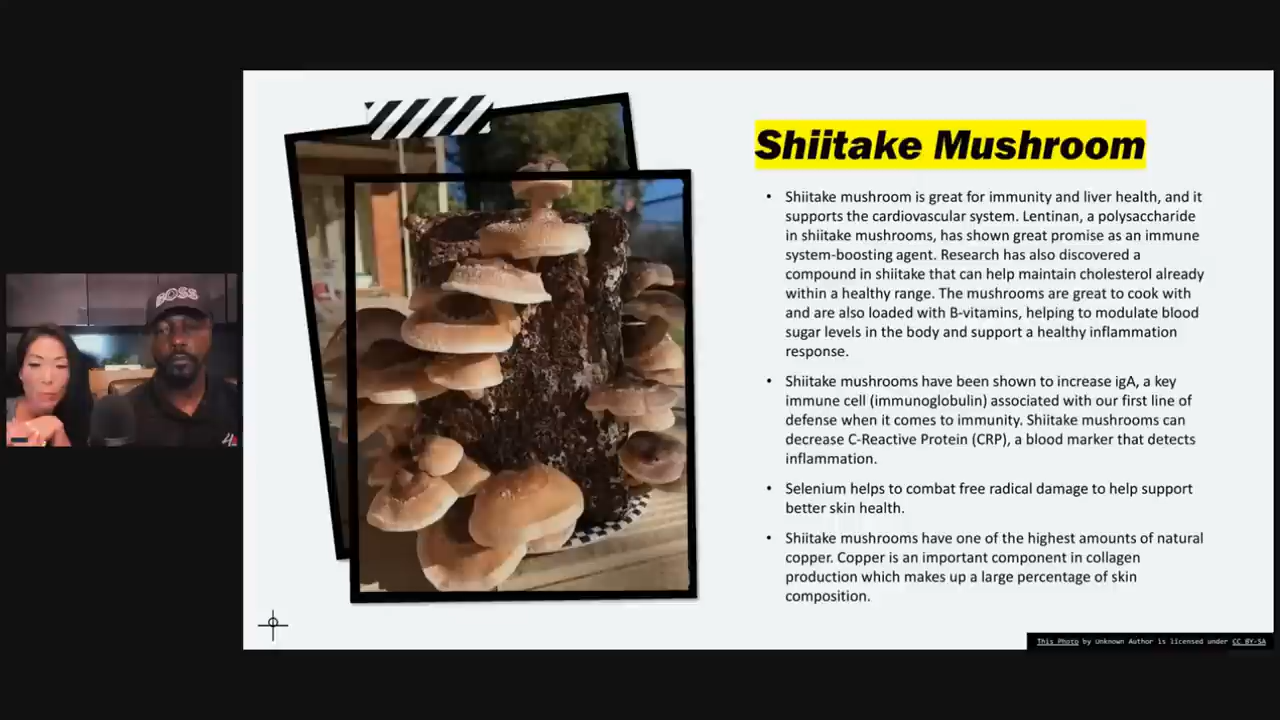 Shiitake Mushroom
• Shiitake mushroom is great for immunity and liver health, and it
supports the cardiovascular system. Lentinan, a polysaccharide
in shiitake mushrooms, has shown great promise as an immune
system-boosting agent. Research has also discovered a
compound in shiitake that can help maintain cholesterol already
within a healthy range. The mushrooms are great to cook with
and are also loaded with B-vitamins, helping to modulate blood
sugar levels in the body and support a healthy inflammation
response.
• Shiitake mushrooms have been shown to increase igA, a key
immune cell (immunoglobulin) associated with our first line of
defense when it comes to immunity. Shiitake mushrooms can
decrease C-Reactive Protein (CRP), a blood marker that detects
inflammation.
• Selenium helps to combat free radical damage to help support
better skin health.
• Shiitake mushrooms have one of the highest amounts of natural
copper. Copper is an important component in collagen
production which makes up a large percentage of skin
composition.
This Photo by Unknown Author is licensed under CC BY-SA
BOSS